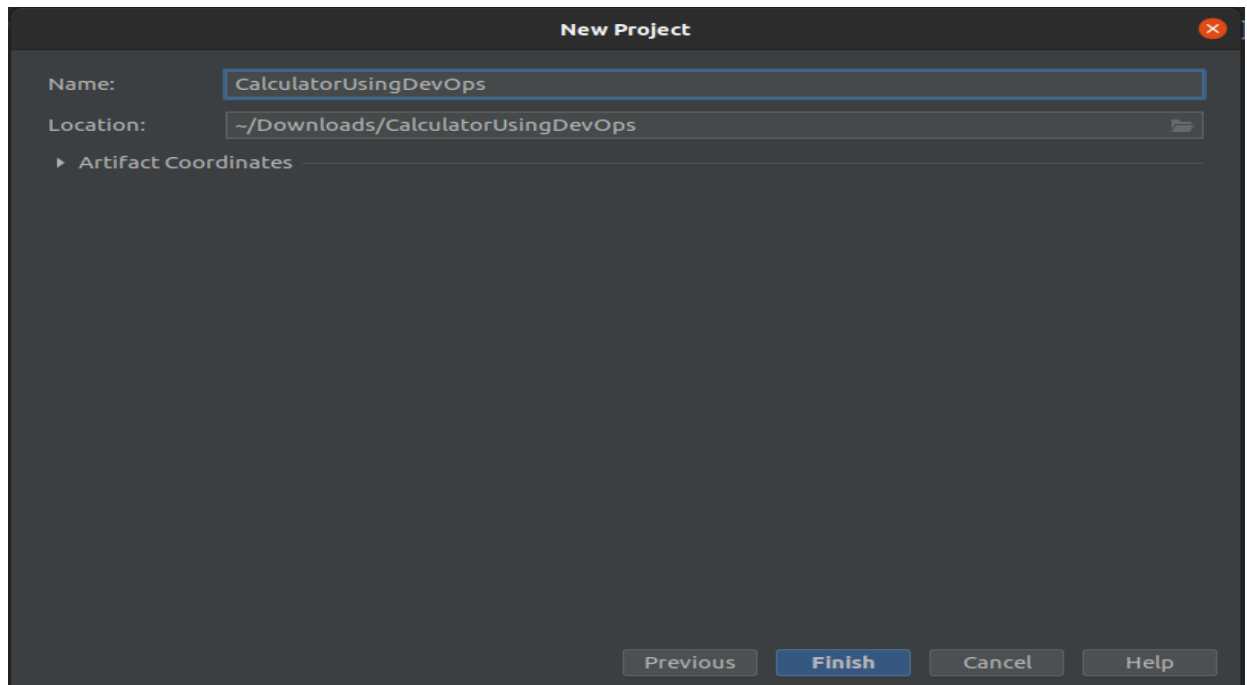 New Project
Name: CalculatorUsingDevOps
Location: ~/Downloads/CalculatorUsingDevOps
Artifact Coordinates
Previous Finish Cancel Help